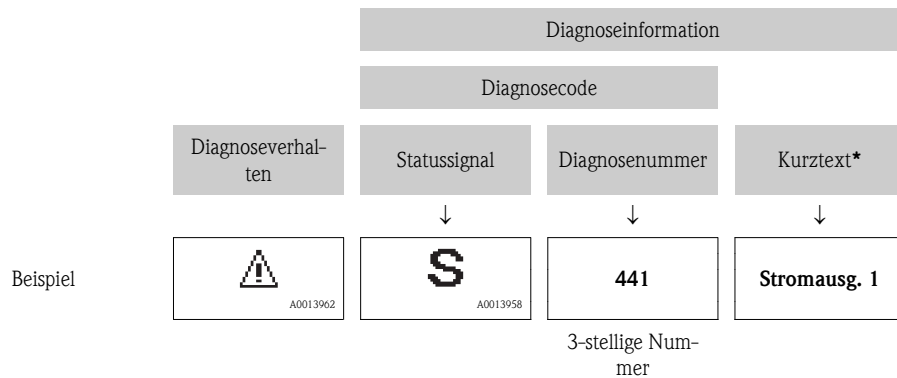 Diagnoseinformation
Diagnosecode
Diagnoseverhal-
ten
Statussignal
Diagnosenummer
Kurztext*
↓ ↓ ↓
Beispiel
A0013962
S
A0013958
441
Stromausg. 1
3-stellige Num-
mer